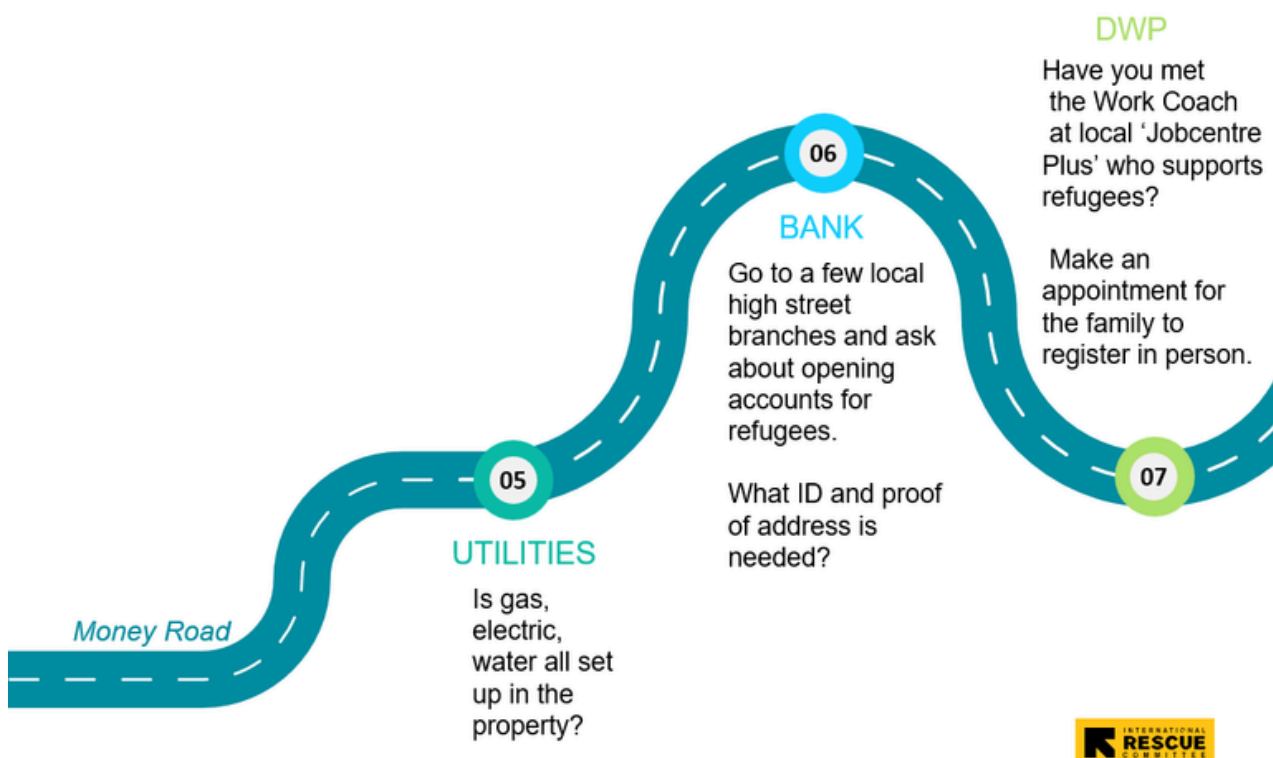 Money Road
05
UTILITIES
Is gas,
electric,
water all set
up in the
property?
06
BANK
Go to a few local
high street
branches and ask
about opening
accounts for
refugees.
What ID and proof
of address is
needed?
DWP
Have you met
the Work Coach
at local ‘Jobcentre
Plus’ who supports
refugees?
Make an
appointment for
the family to
register in person.
07
INTERNATIONAL
RESCUE
COMMITTEE